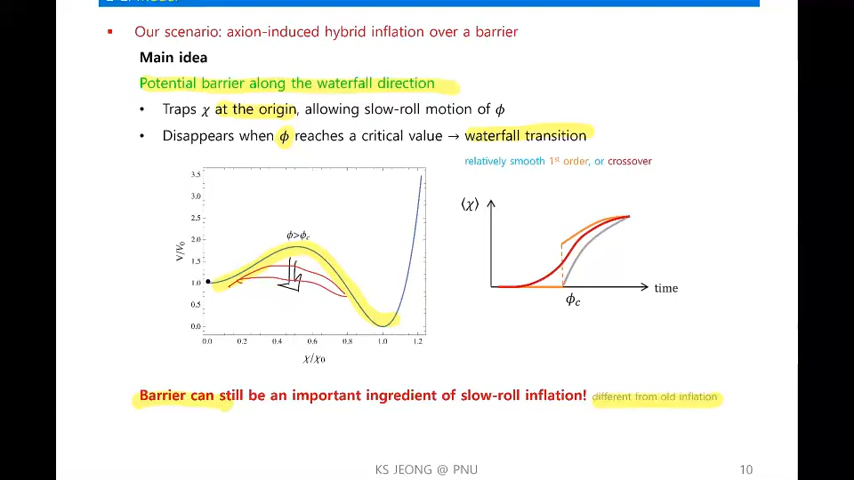 Our scenario: axion-induced hybrid inflation over a barrier
Main idea
Potential barrier along the waterfall direction
• Traps χ at the origin, allowing slow-roll motion of ϕ
• Disappears when ϕ reaches a critical value → waterfall transition
relatively smooth 1st order, or crossover
3.5
3.0
2.5
2.0
1.5
1.0
0.5
0.0
V/V₀
ϕ>ϕc
0.0 0.2 0.4 0.6 0.8 1.0 1.2
χ/χ₀
⟨χ⟩
ϕc
time
Barrier can still be an important ingredient of slow-roll inflation! different from old inflation
KS JEONG @ PNU 10